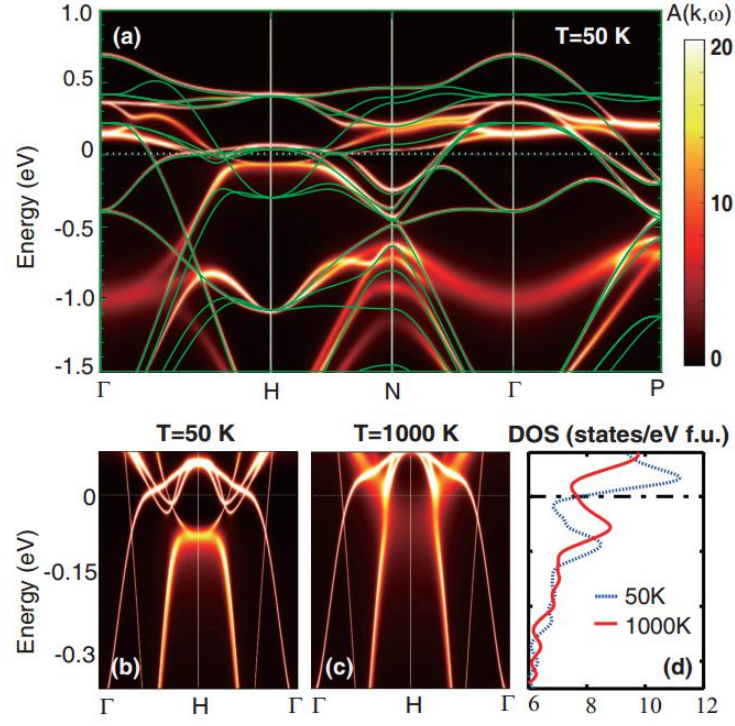 A(k,ω)
1.0
(a)
T=50 K
20
0.5
0
10
-0.5
-1.0
0
-1.5
Energy (eV)
Γ H N Γ P
T=50 K T=1000 K DOS (states/eV f.u.)
0
-0.15
-0.3
Energy (eV)
50K
1000K
(b) (c) (d)
Γ H Γ Γ H Γ 6 8 10 12